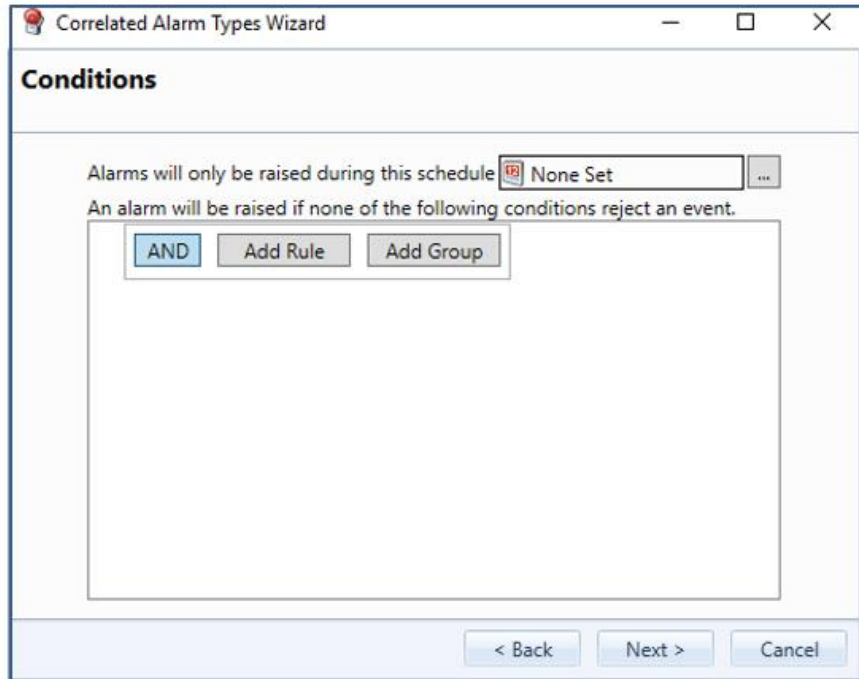 Correlated Alarm Types Wizard
Conditions
Alarms will only be raised during this schedule 12 None Set ...
An alarm will be raised if none of the following conditions reject an event.
AND Add Rule Add Group
< Back Next > Cancel